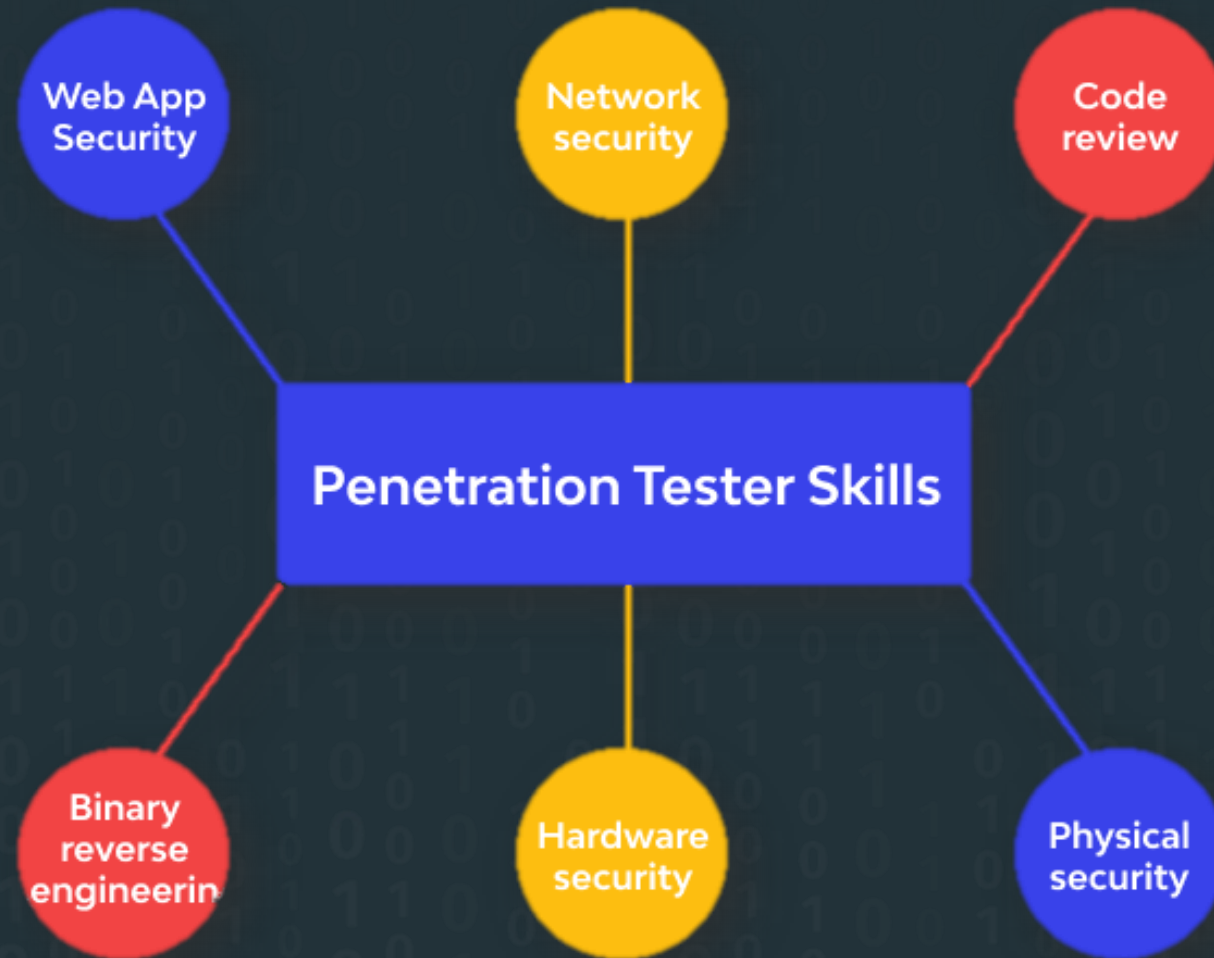 Web App
Security
Network
security
Code
review
Penetration Tester Skills
Binary
reverse
engineerin
Hardware
security
Physical
security